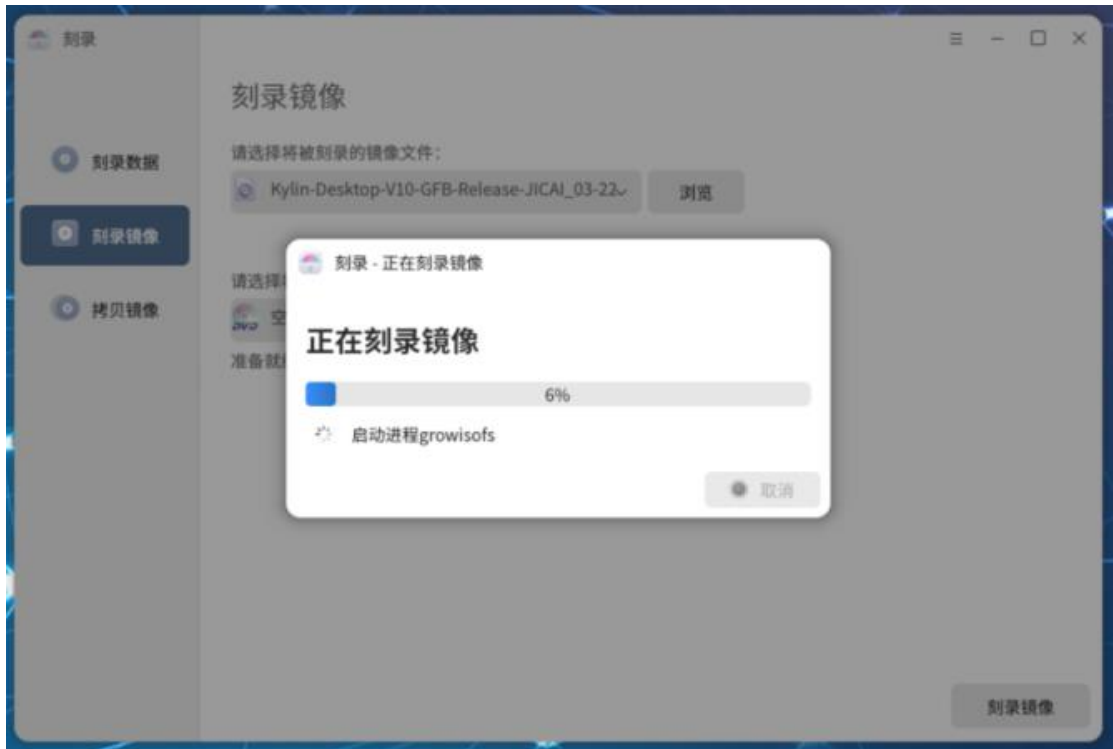 刻录
刻录镜像
刻录数据
请选择将被刻录的镜像文件:
Kylin-Desktop-V10-GFB-Release-JICAI_03-22
浏览
刻录镜像
刻录 - 正在刻录镜像
请选择
拷贝镜像
空
DVD
正在刻录镜像
准备就
6%
启动进程growisofs
取消
刻录镜像